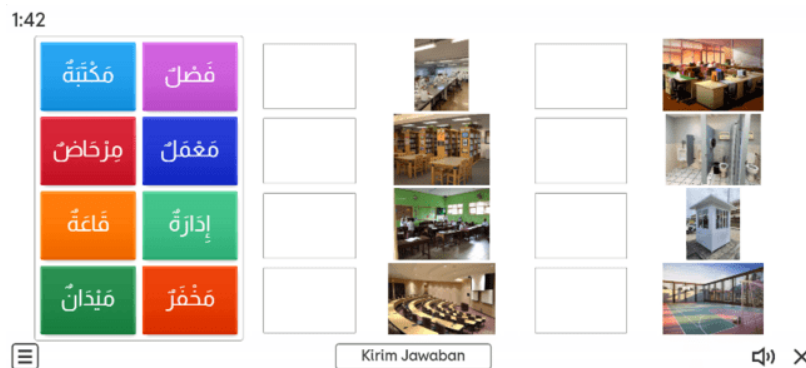 1:42
مَكْتَبَةٌ
فَصْلٌ
مِرْحَاضٌ
مَعْمَلٌ
قَاعَةٌ
إِدَارَةٌ
مَيْدَانٌ
مَخْفَرٌ
Kirim Jawaban